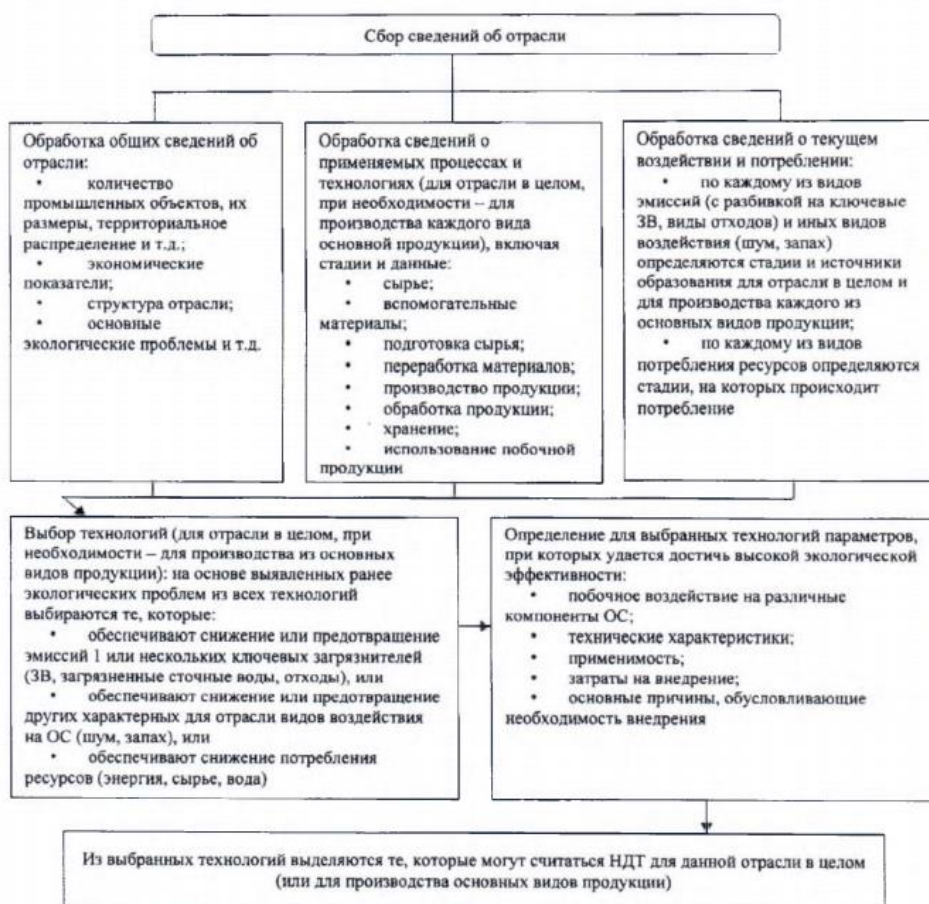 Сбор сведений об отрасли
Обработка общих сведений об
отрасли:
• количество
промышленных объектов, их
размеры, территориальное
распределение и т.д.;
• экономические
показатели;
• структура отрасли;
• основные
экологические проблемы и т.д.
Обработка сведений о
применяемых процессах и
технологиях (для отрасли в целом,
при необходимости – для
производства каждого вида
основной продукции), включая
стадии и данные:
• сырье;
• вспомогательные
материалы;
• подготовка сырья;
• переработка материалов;
• производство продукции;
• обработка продукции;
• хранение;
• использование побочной
продукции
Обработка сведений о текущем
воздействии и потреблении:
• по каждому из видов
эмиссий (с разбивкой на ключевые
ЗВ, виды отходов) и иных видов
воздействия (шум, запах)
определяются стадии и источники
образования для отрасли в целом и
для производства каждого из
основных видов продукции;
• по каждому из видов
потребления ресурсов определяются
стадии, на которых происходит
потребление
Выбор технологий (для отрасли в целом, при
необходимости – для производства из основных
видов продукции): на основе выявленных ранее
экологических проблем из всех технологий
выбираются те, которые:
• обеспечивают снижение или предотвращение
эмиссий 1 или нескольких ключевых загрязнителей
(ЗВ, загрязненные сточные воды, отходы), или
• обеспечивают снижение или предотвращение
других характерных для отрасли видов воздействия
на ОС (шум, запах), или
• обеспечивают снижение потребления
ресурсов (энергия, сырье, вода)
Определение для выбранных технологий параметров,
при которых удается достичь высокой экологической
эффективности:
• побочное воздействие на различные
компоненты ОС;
• технические характеристики;
• применимость;
• затраты на внедрение;
• основные причины, обусловливающие
необходимость внедрения
Из выбранных технологий выделяются те, которые могут считаться НДТ для данной отрасли в целом
(или для производства основных видов продукции)